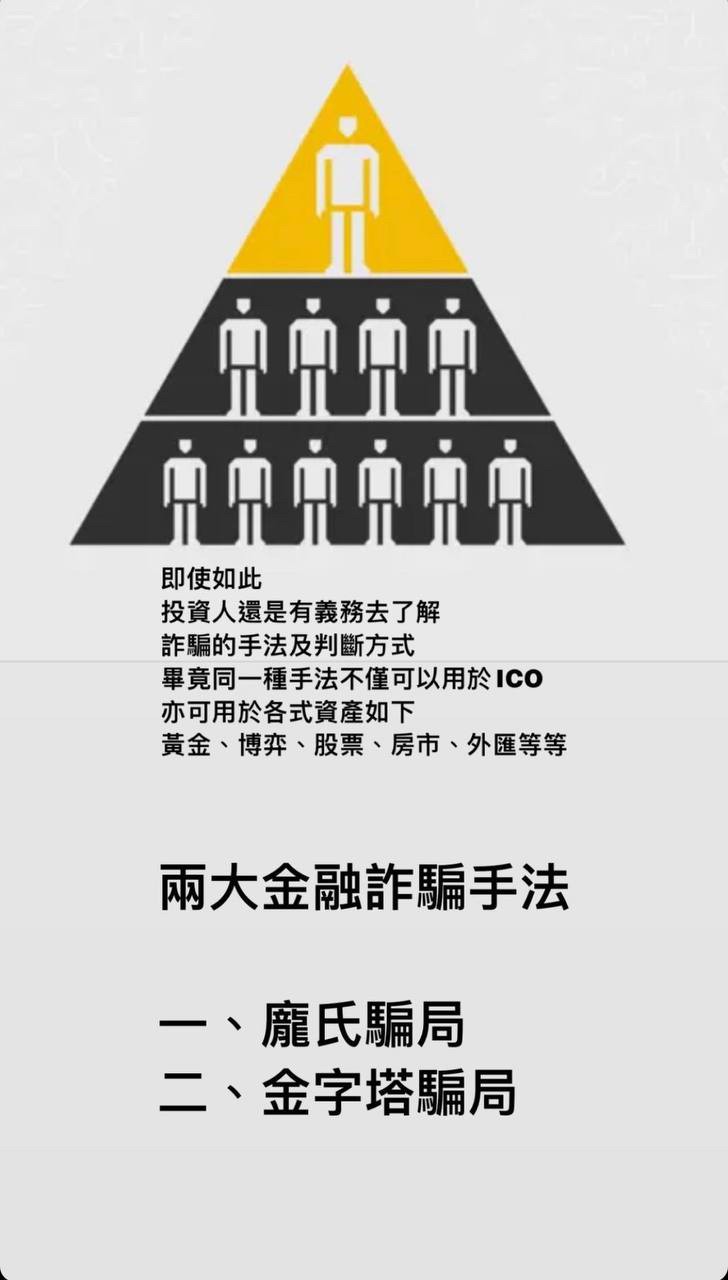 即使如此
投資人還是有義務去了解
詐騙的手法及判斷方式
畢竟同一種手法不僅可以用於ICO
亦可用於各式資產如下
黃金、博弈、股票、房市、外匯等等
兩大金融詐騙手法
一、龐氏騙局
二、金字塔騙局